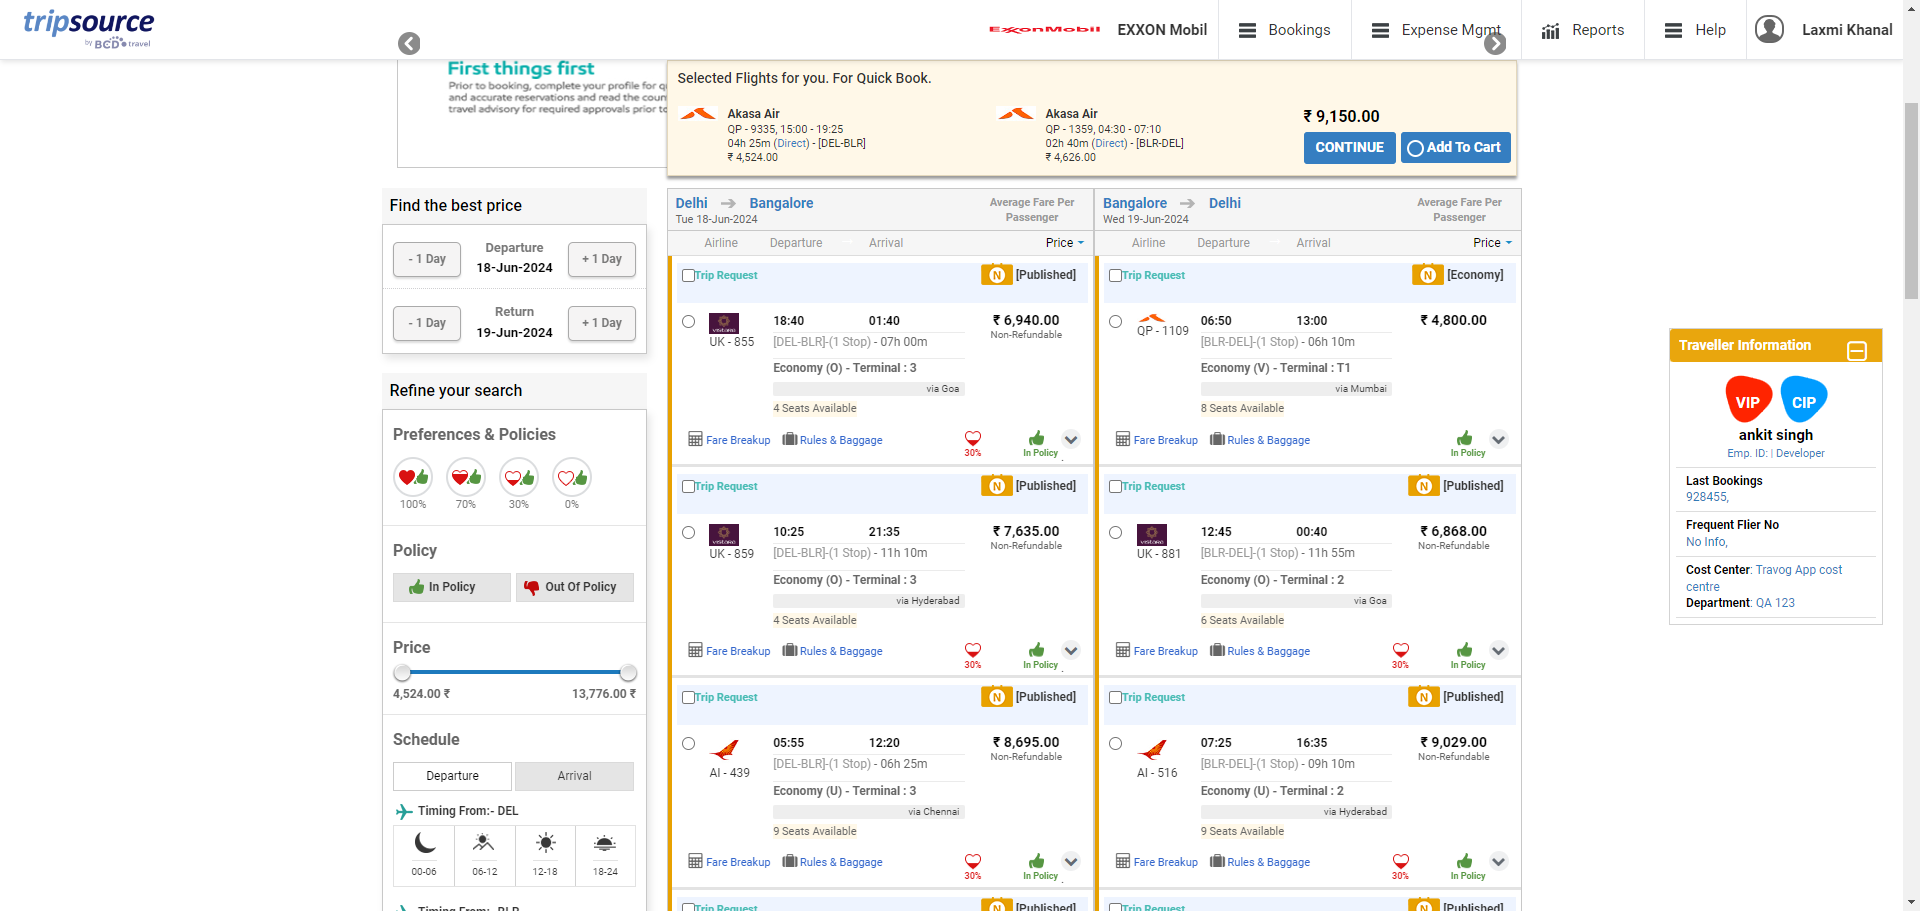 tripsource
by BCD travel
ExxonMobil
EXXON Mobil
Bookings
Expense Mgmt
Reports
Help
Laxmi Khanal
First things first
Prior to booking, complete your profile for q
and accurate reservations and read the coun
travel advisory for required approvals prior to
Selected Flights for you. For Quick Book.
Akasa Air
QP - 9335, 15:00 - 19:25
04h 25m (Direct) - [DEL-BLR]
₹ 4,524.00
Akasa Air
QP - 1359, 04:30 - 07:10
02h 40m (Direct) - [BLR-DEL]
₹ 4,626.00
₹ 9,150.00
CONTINUE
Add To Cart
Find the best price
- 1 Day
Departure
18-Jun-2024
+ 1 Day
- 1 Day
Return
19-Jun-2024
+ 1 Day
Refine your search
Preferences & Policies
100%
70%
30%
0%
Policy
In Policy
Out Of Policy
Price
4,524.00 ₹
13,776.00 ₹
Schedule
Departure
Arrival
Timing From:- DEL
00-06
06-12
12-18
18-24
Timing From:- BLR
Delhi
Bangalore
Tue 18-Jun-2024
Average Fare Per
Passenger
Airline
Departure
Arrival
Price
Trip Request
N
[Published]
UK - 855
18:40
01:40
[DEL-BLR]-(1 Stop) - 07h 00m
Economy (O) - Terminal : 3
via Goa
4 Seats Available
₹ 6,940.00
Non-Refundable
Fare Breakup
Rules & Baggage
30%
In Policy
Trip Request
N
[Published]
UK - 859
10:25
21:35
[DEL-BLR]-(1 Stop) - 11h 10m
Economy (O) - Terminal : 3
via Hyderabad
4 Seats Available
₹ 7,635.00
Non-Refundable
Fare Breakup
Rules & Baggage
30%
In Policy
Trip Request
N
[Published]
AI - 439
05:55
12:20
[DEL-BLR]-(1 Stop) - 06h 25m
Economy (U) - Terminal : 3
via Chennai
9 Seats Available
₹ 8,695.00
Non-Refundable
Fare Breakup
Rules & Baggage
30%
In Policy
Trip Request
N
[Published]
Bangalore
Delhi
Wed 19-Jun-2024
Average Fare Per
Passenger
Airline
Departure
Arrival
Price
Trip Request
N
[Economy]
QP - 1109
06:50
13:00
[BLR-DEL]-(1 Stop) - 06h 10m
Economy (V) - Terminal : T1
via Mumbai
8 Seats Available
₹ 4,800.00
Fare Breakup
Rules & Baggage
In Policy
Trip Request
N
[Published]
UK - 881
12:45
00:40
[BLR-DEL]-(1 Stop) - 11h 55m
Economy (O) - Terminal : 2
via Goa
6 Seats Available
₹ 6,868.00
Non-Refundable
Fare Breakup
Rules & Baggage
30%
In Policy
Trip Request
N
[Published]
AI - 516
07:25
16:35
[BLR-DEL]-(1 Stop) - 09h 10m
Economy (U) - Terminal : 2
via Hyderabad
9 Seats Available
₹ 9,029.00
Non-Refundable
Fare Breakup
Rules & Baggage
30%
In Policy
Trip Request
N
[Published]
Traveller Information
VIP
CIP
ankit singh
Emp. ID: | Developer
Last Bookings
928455,
Frequent Flier No
No Info,
Cost Center: Travog App cost
centre
Department: QA 123